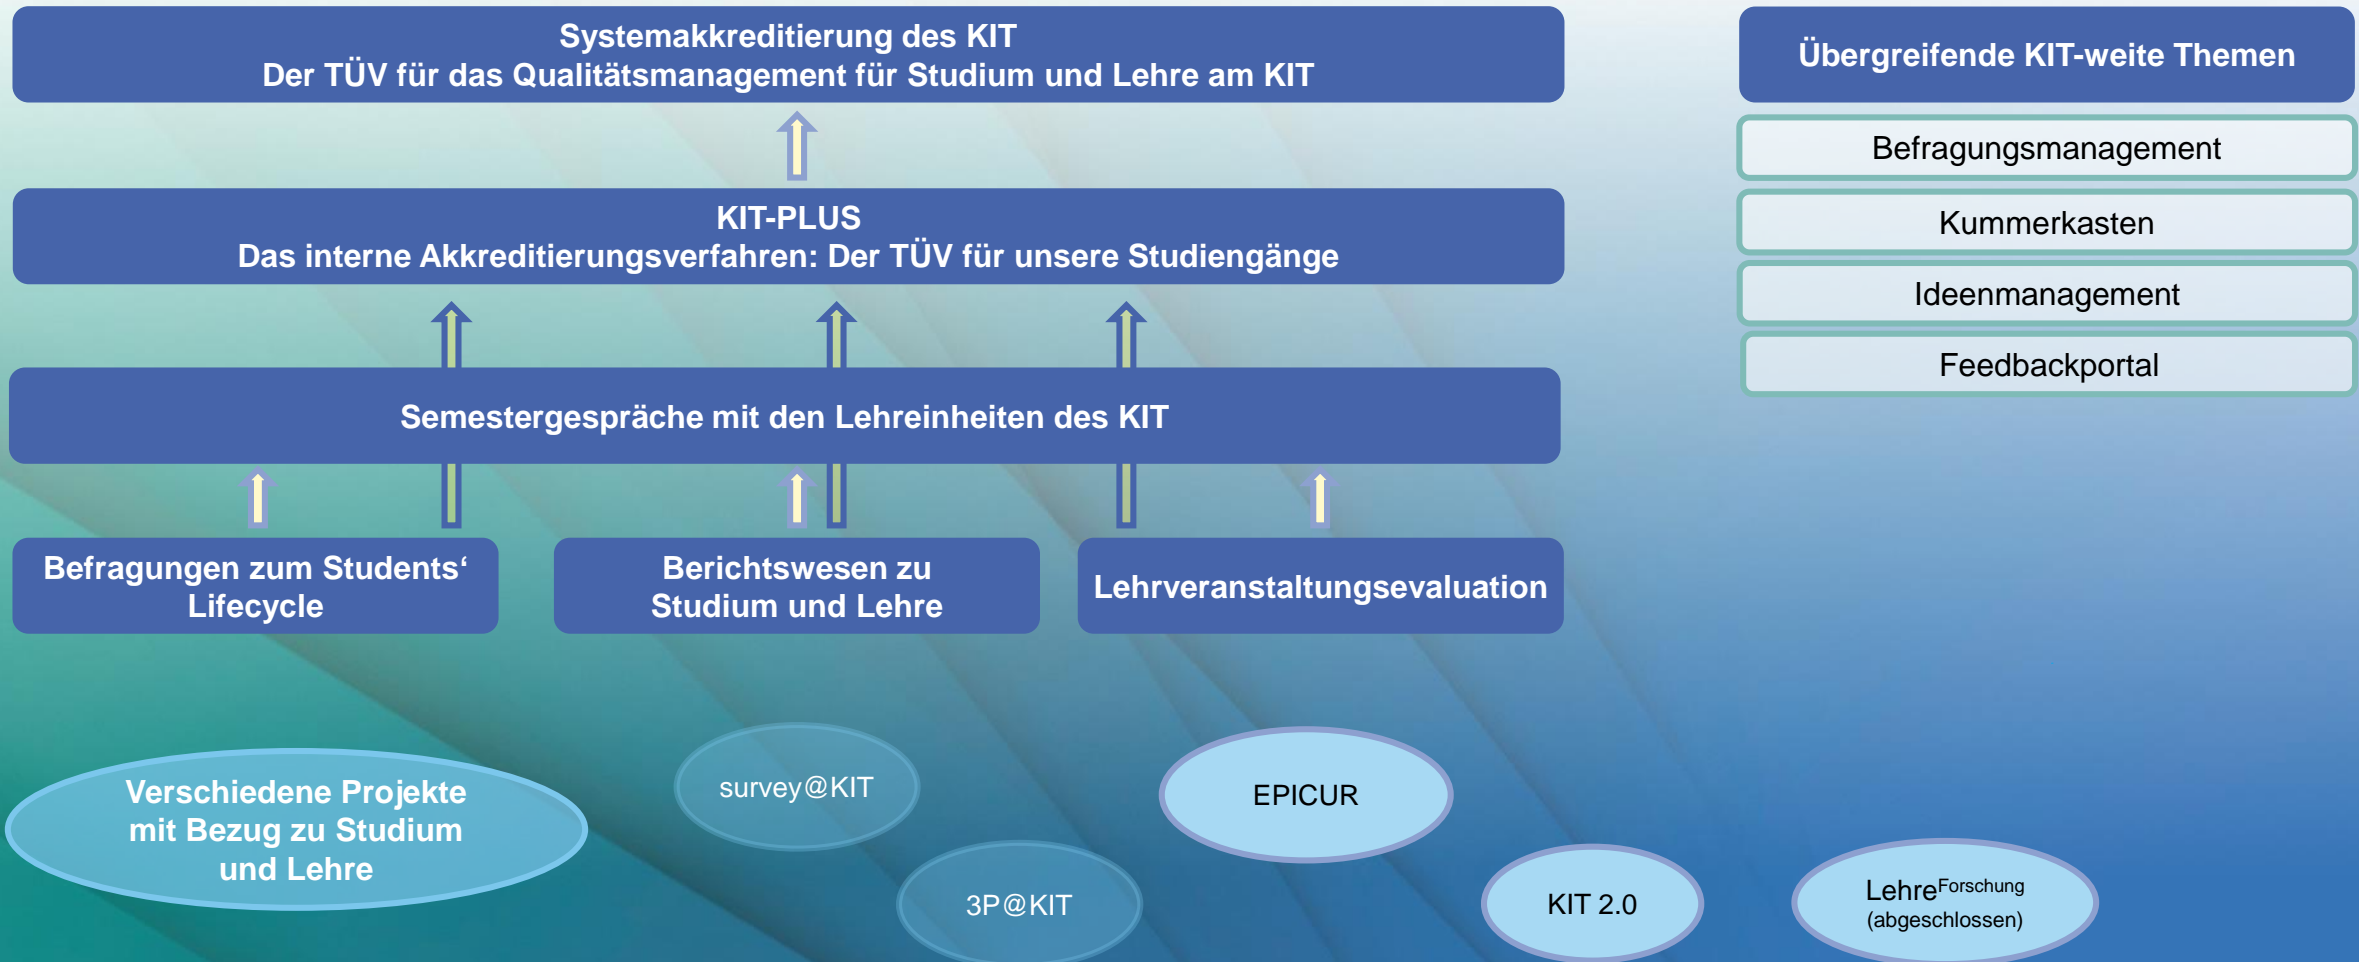 Systemakkreditierung des KIT
Der TÜV für das Qualitätsmanagement für Studium und Lehre am KIT
KIT-PLUS
Das interne Akkreditierungsverfahren: Der TÜV für unsere Studiengänge
Semestergespräche mit den Lehreinheiten des KIT
Befragungen zum Students‘
Lifecycle
Berichtswesen zu
Studium und Lehre
Lehrveranstaltungsevaluation
Übergreifende KIT-weite Themen
Befragungsmanagement
Kummerkasten
Ideenmanagement
Feedbackportal
Verschiedene Projekte
mit Bezug zu Studium
und Lehre
survey@KIT
3P@KIT
EPICUR
KIT 2.0
LehreForschung
(abgeschlossen)